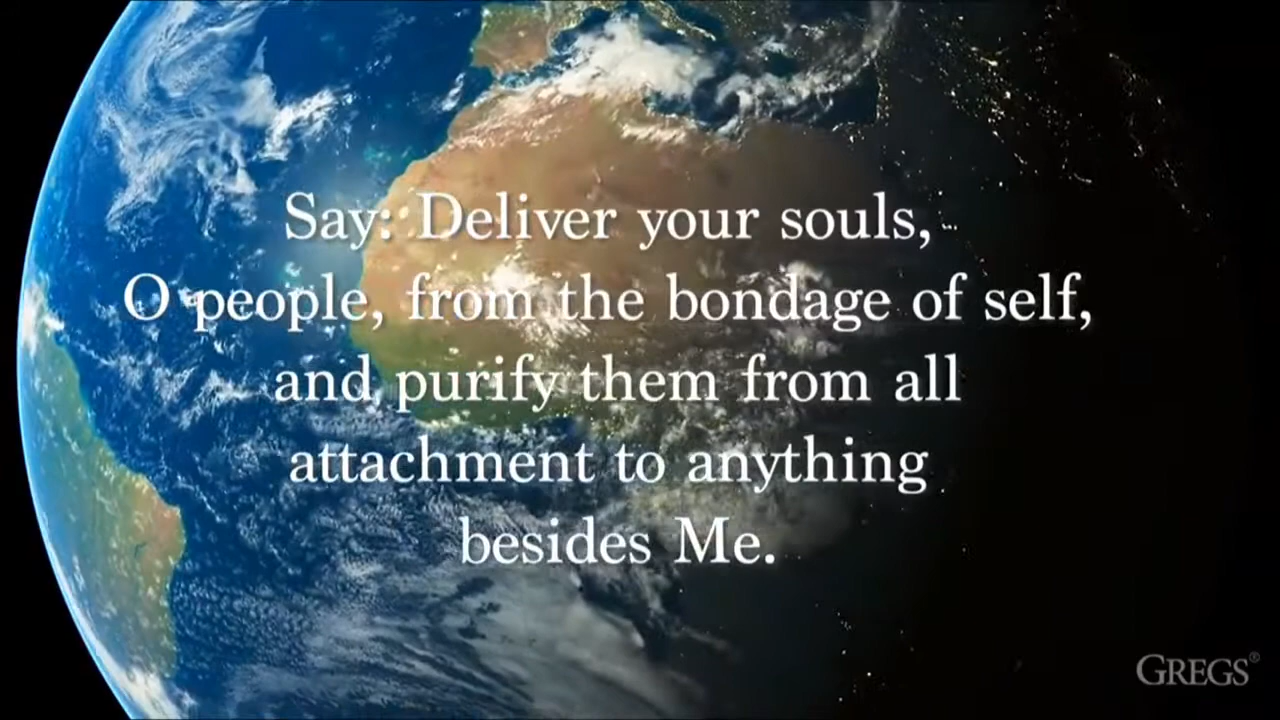 Say: Deliver your souls,
O people, from the bondage of self,
and purify them from all
attachment to anything
besides Me.
GREGS®